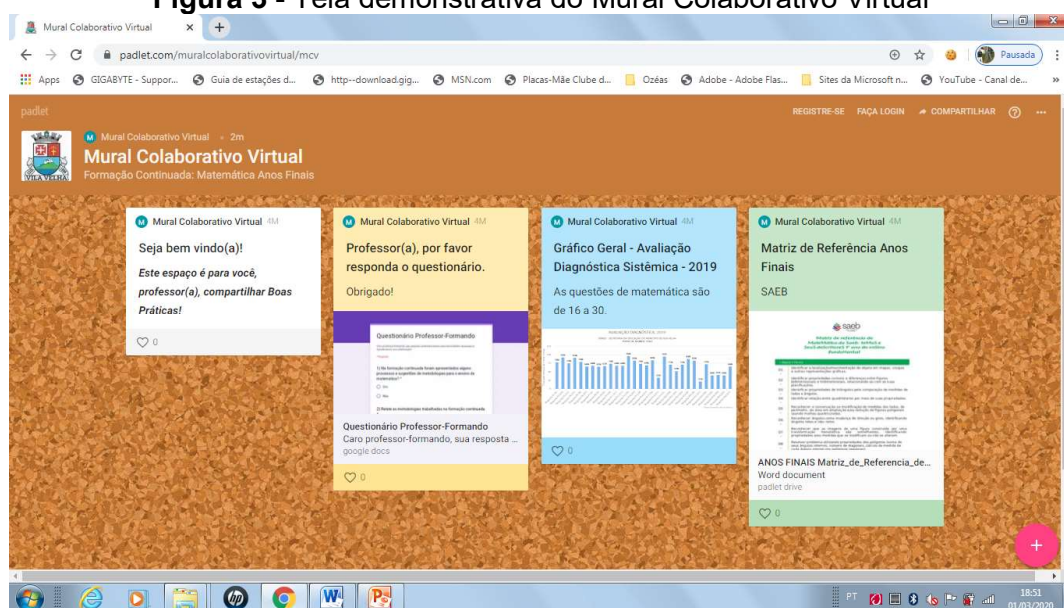 Figura 3 - Tela demonstrativa do Mural Colaborativo Virtual
Mural Colaborativo Virtual
padlet.com/muralcolaborativovirtual/mcv
Pausada
Apps
GIGABYTE - Suppor...
Guia de estações d...
http--download.gig...
MSN.com
Placas-Mãe Clube d...
Ozéas
Adobe - Adobe Flas...
Sites da Microsoft n...
YouTube - Canal de...
padlet
REGISTRE-SE
FAÇA LOGIN
COMPARTILHAR
VILA VELHA
M Mural Colaborativo Virtual • 2m
Mural Colaborativo Virtual
Formação Continuada: Matemática Anos Finais
M Mural Colaborativo Virtual 4M
Seja bem vindo(a)!
Este espaço é para você,
professor(a), compartilhar Boas
Práticas!
0
M Mural Colaborativo Virtual 4M
Professor(a), por favor
responda o questionário.
Obrigado!
Questionário Professor-Formando
Questionário Professor-Formando
Caro professor-formando, sua resposta ...
google docs
0
M Mural Colaborativo Virtual 4M
Gráfico Geral - Avaliação
Diagnóstica Sistêmica - 2019
As questões de matemática são
de 16 a 30.
0
M Mural Colaborativo Virtual 4M
Matriz de Referência Anos
Finais
SAEB
saeb
ANOS FINAIS Matriz_de_Referencia_de...
Word document
padlet drive
0
PT
18:51
01/03/2020